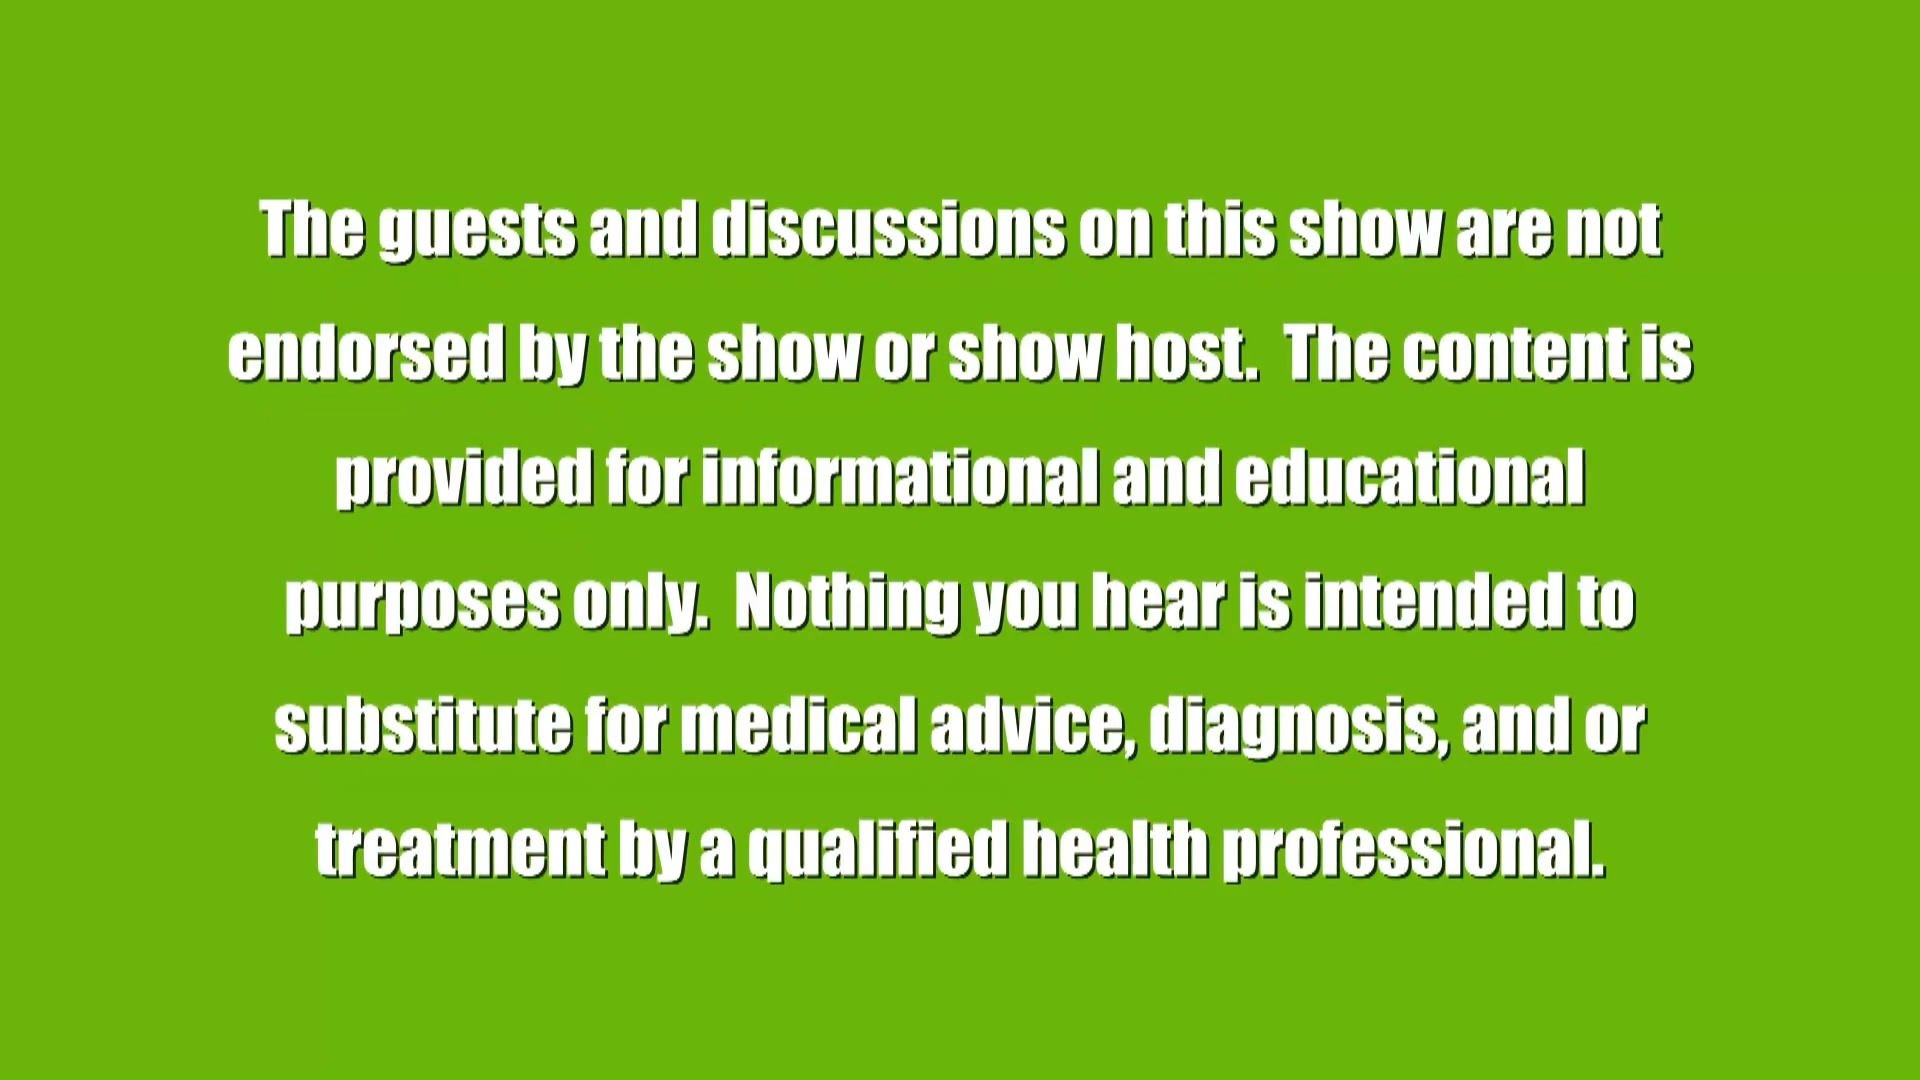 The guests and discussions on this show are not
endorsed by the show or show host.  The content is
provided for informational and educational
purposes only.  Nothing you hear is intended to
substitute for medical advice, diagnosis, and or
treatment by a qualified health professional.